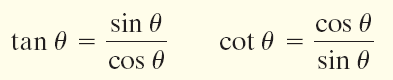 tan θ = sin θ / cos θ    cot θ = cos θ / sin θ